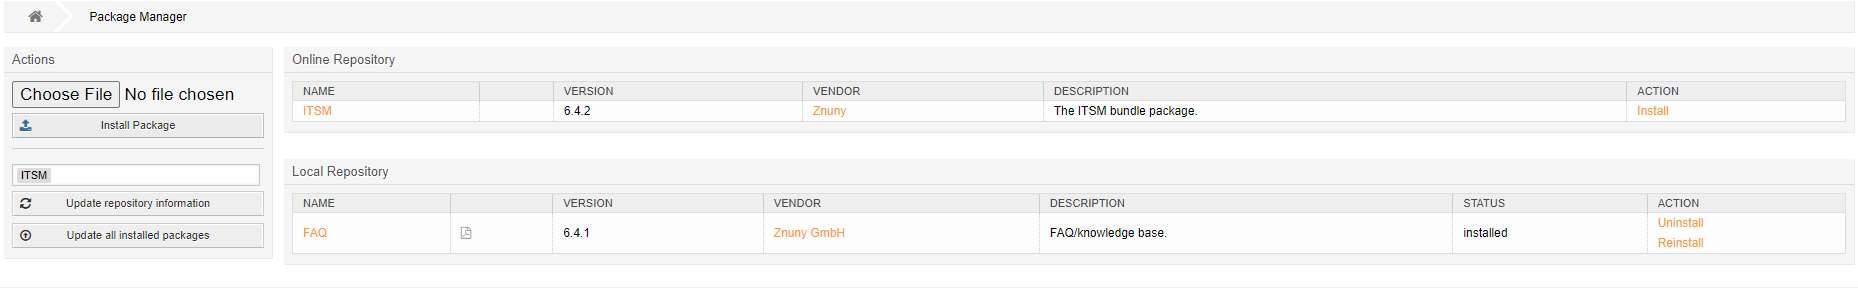 Package Manager
Actions
Choose File No file chosen
Install Package
ITSM
Update repository information
Update all installed packages
Online Repository
NAME VERSION VENDOR DESCRIPTION ACTION
ITSM 6.4.2 Znuny The ITSM bundle package. Install
Local Repository
NAME VERSION VENDOR DESCRIPTION STATUS ACTION
FAQ 6.4.1 Znuny GmbH FAQ/knowledge base. installed Uninstall
Reinstall